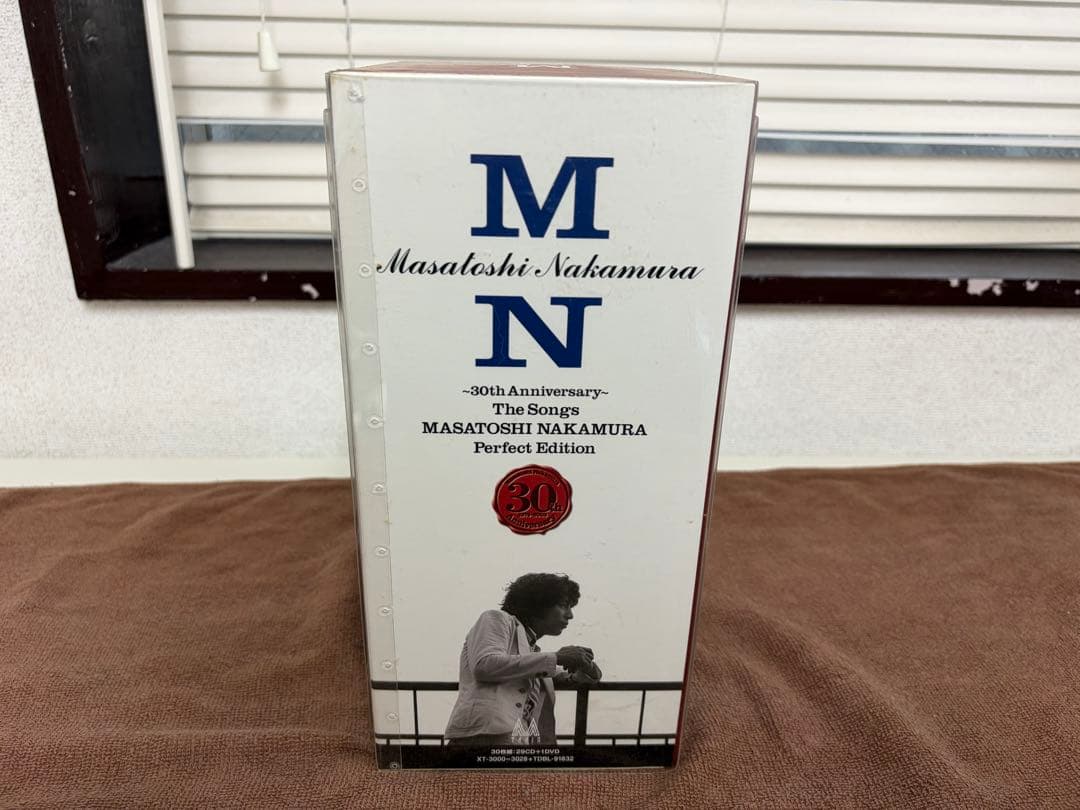 M
Masatoshi Nakamura
N
~30th Anniversary~
The Songs
MASATOSHI NAKAMURA
Perfect Edition
30th
Anniversary
30枚組:29CD+1DVD
XT-3000~3028+TDBL-91832